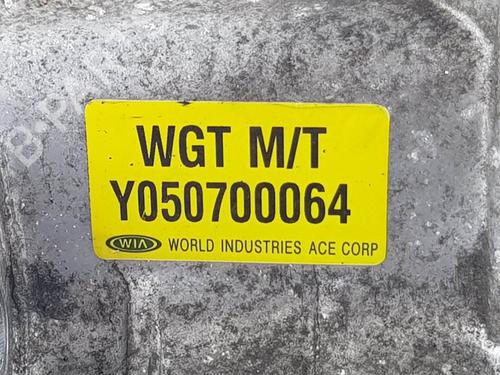 WGT M/T
Y050700064
WIA WORLD INDUSTRIES ACE CORP